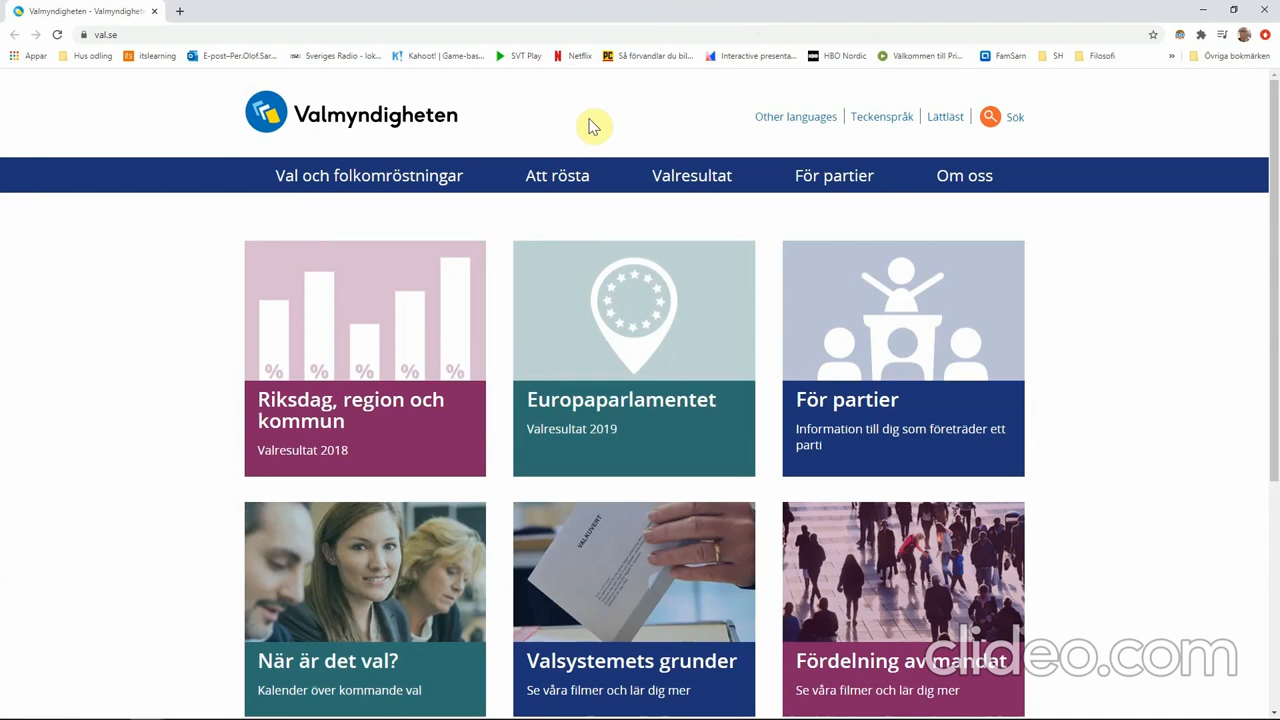 Valmyndigheten - Valmyndighete
val.se
Appar
Hus odling
itslearning
E-post–Per.Olof.Sar...
Sveriges Radio - lok...
Kahoot! | Game-bas...
SVT Play
Netflix
Så förvandlar du bil...
Interactive presenta...
HBO Nordic
Välkommen till Pri...
FamSarn
SH
Filosofi
»
Övriga bokmärken
Valmyndigheten
Other languages
Teckenspråk
Lättläst
Sök
Val och folkomröstningar
Att rösta
Valresultat
För partier
Om oss
% % % % %
Riksdag, region och
kommun
Valresultat 2018
Europaparlamentet
Valresultat 2019
För partier
Information till dig som företräder ett
parti
När är det val?
Kalender över kommande val
VALKUVERT
Valsystemets grunder
Se våra filmer och lär dig mer
Fördelning av mandat
Se våra filmer och lär dig mer
clideo.com